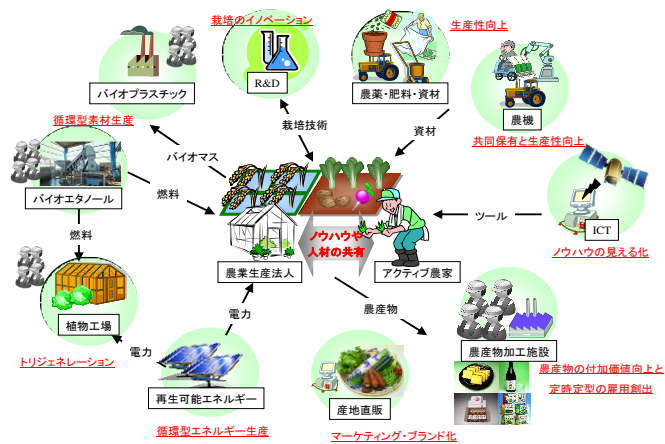 栽培のイノベーション
R&D
生産性向上
農薬・肥料・資材
農機
共同保有と生産性向上
バイオプラスチック
循環型素材生産
栽培技術
資材
バイオマス
バイオエタノール
燃料
燃料
ツール
ICT
ノウハウの見える化
ノウハウや
人材の共有
農業生産法人
アクティブ農家
植物工場
トリジェネレーション
電力
電力
農産物
再生可能エネルギー
循環型エネルギー生産
産地直販
マーケティング・ブランド化
農産物加工施設
農産物の付加価値向上と
定時定型の雇用創出